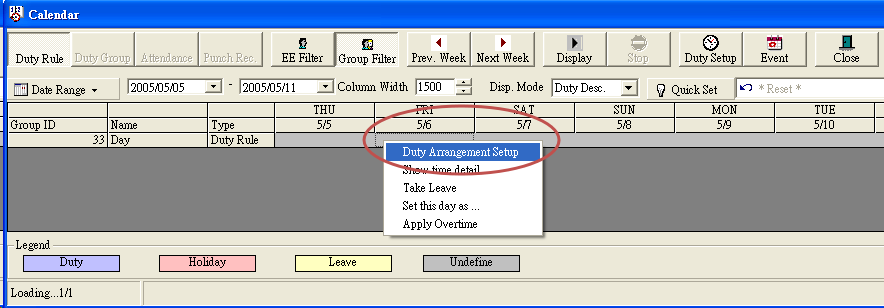 Calendar
Duty Rule Duty Group Attendance Punch Rec. EE Filter Group Filter Prev. Week Next Week Display Stop Duty Setup Event Close
Date Range 2005/05/05 - 2005/05/11 Column Width 1500 Disp. Mode Duty Desc. Quick Set * Reset *
THU FRI SAT SUN MON TUE
Group ID Name Type 5/5 5/6 5/7 5/8 5/9 5/10
33 Day Duty Rule
Duty Arrangement Setup
Show time detail
Take Leave
Set this day as ...
Apply Overtime
Legend
Duty Holiday Leave Undefine
Loading...1/1